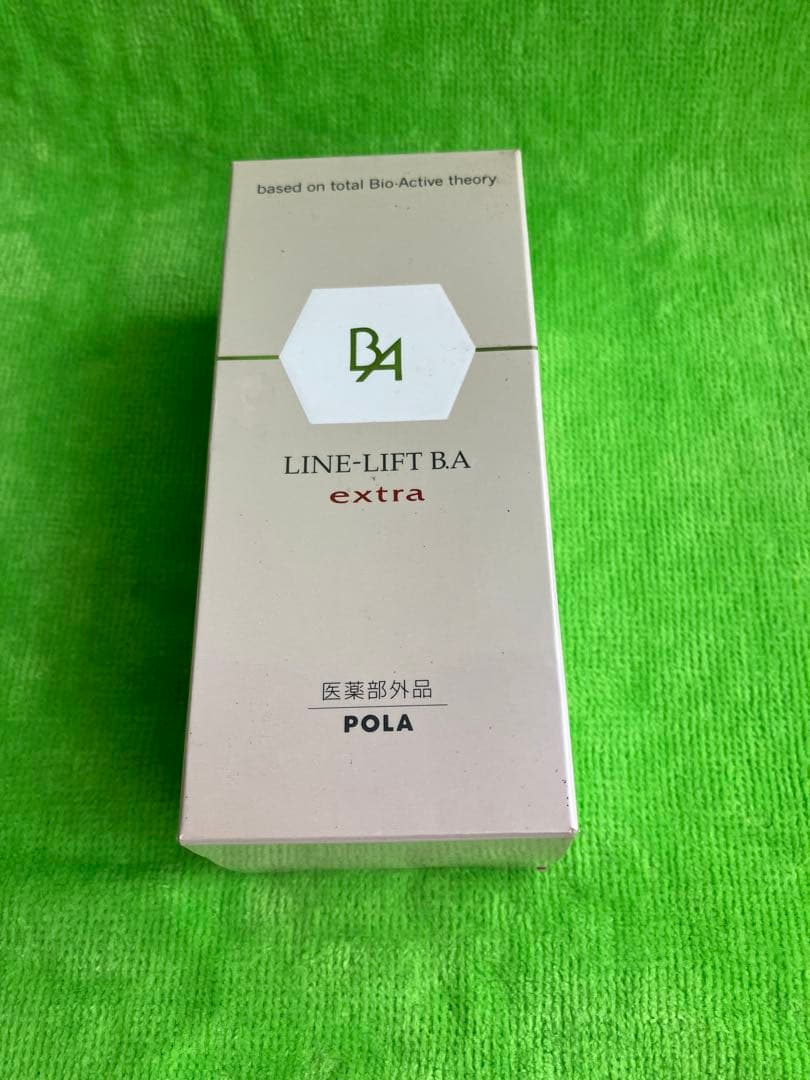 based on total Bio-Active theory
BA
LINE-LIFT B.A
extra
医薬部外品
POLA